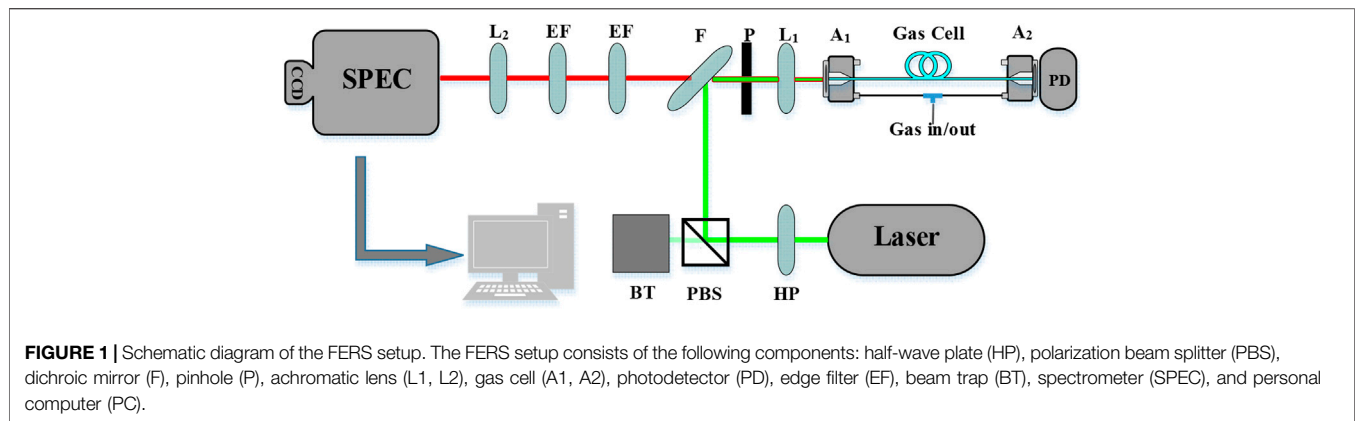 L₂ EF EF F P L₁ A₁ Gas Cell A₂
CCD SPEC PD
Gas in/out
Laser
BT PBS HP
FIGURE 1 | Schematic diagram of the FERS setup. The FERS setup consists of the following components: half-wave plate (HP), polarization beam splitter (PBS),
dichroic mirror (F), pinhole (P), achromatic lens (L1, L2), gas cell (A1, A2), photodetector (PD), edge filter (EF), beam trap (BT), spectrometer (SPEC), and personal
computer (PC).